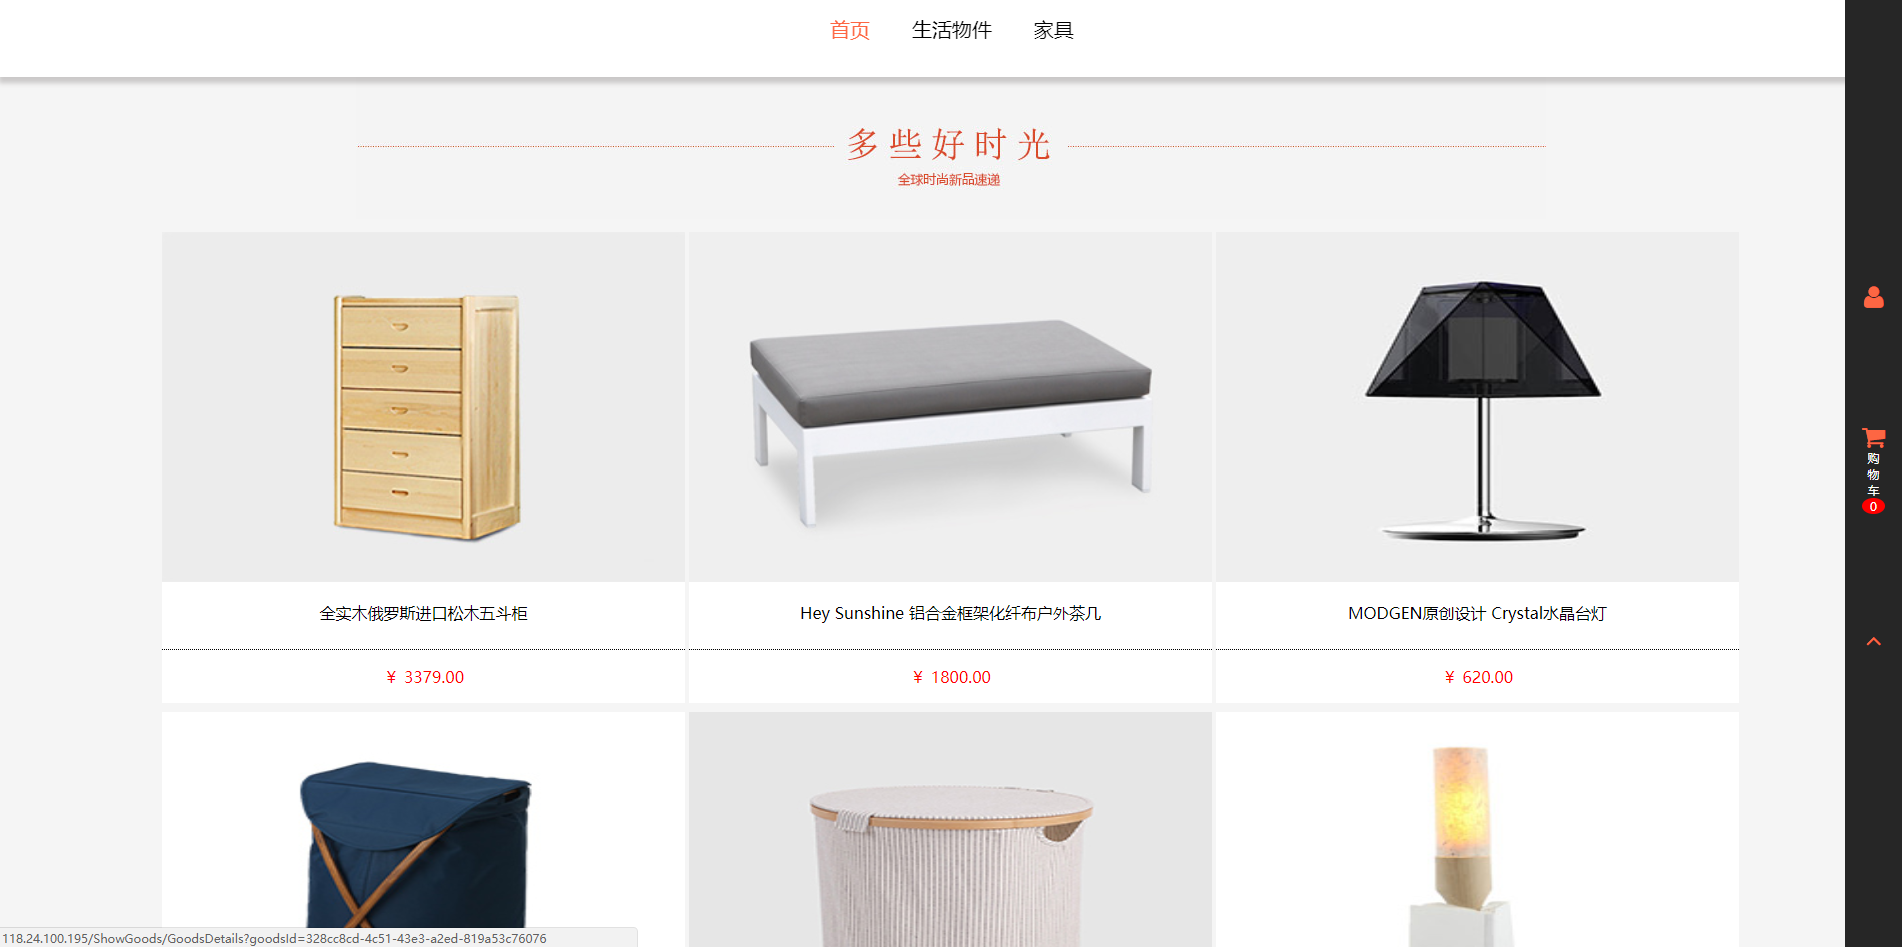 首页 生活物件 家具
多些好时光
全球时尚新品速递
全实木俄罗斯进口松木五斗柜
¥ 3379.00
Hey Sunshine 铝合金框架化纤布户外茶几
¥ 1800.00
MODGEN原创设计 Crystal水晶台灯
¥ 620.00
购
物
车
0
118.24.100.195/ShowGoods/GoodsDetails?goodsId=328cc8cd-4c51-43e3-a2ed-819a53c76076